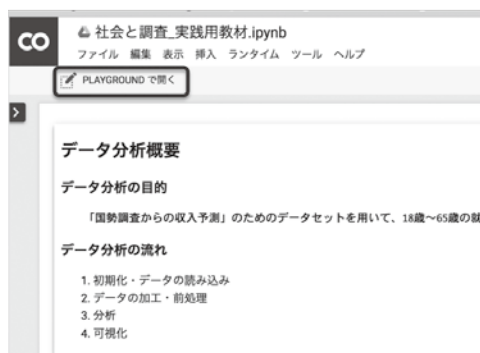 CO
社会と調査_実践用教材.ipynb
ファイル 編集 表示 挿入 ランタイム ツール ヘルプ
PLAYGROUND で開く
データ分析概要
データ分析の目的
「国勢調査からの収入予測」のためのデータセットを用いて、18歳〜65歳の就
データ分析の流れ
1. 初期化・データの読み込み
2. データの加工・前処理
3. 分析
4. 可視化